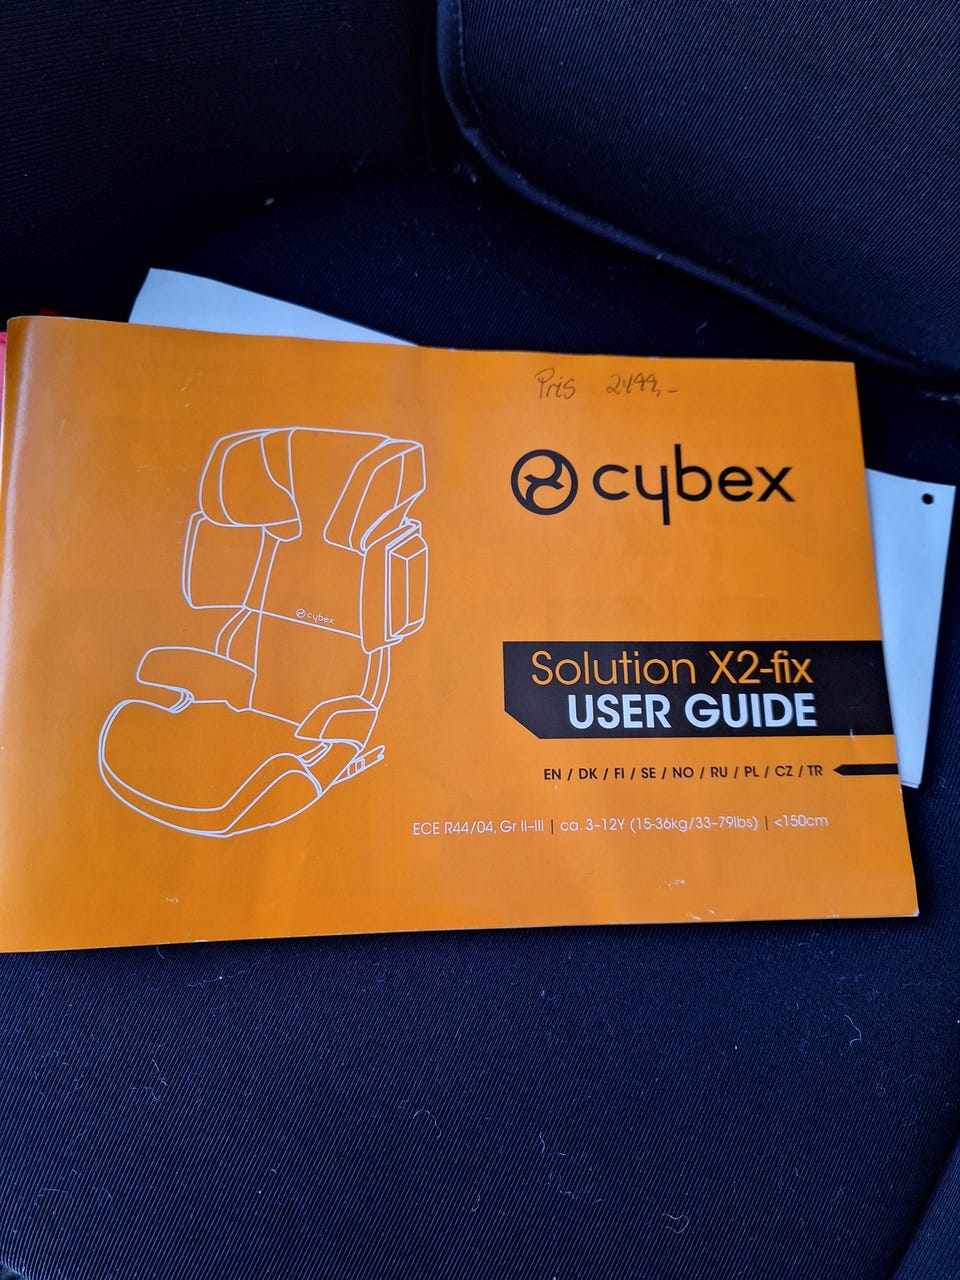 Pris 2499,-
cybex
cybex
Solution X2-fix
USER GUIDE
EN / DK / FI / SE / NO / RU / PL / CZ / TR
ECE R44/04, Gr II-III | ca. 3-12Y (15-36kg/33-79lbs) | <150cm